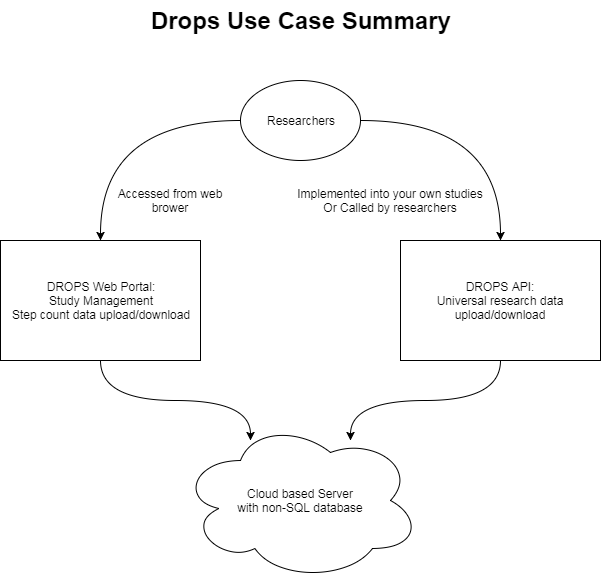 Drops Use Case Summary
Researchers
Accessed from web
brower
Implemented into your own studies
Or Called by researchers
DROPS Web Portal:
Study Management
Step count data upload/download
DROPS API:
Universal research data
upload/download
Cloud based Server
with non-SQL database